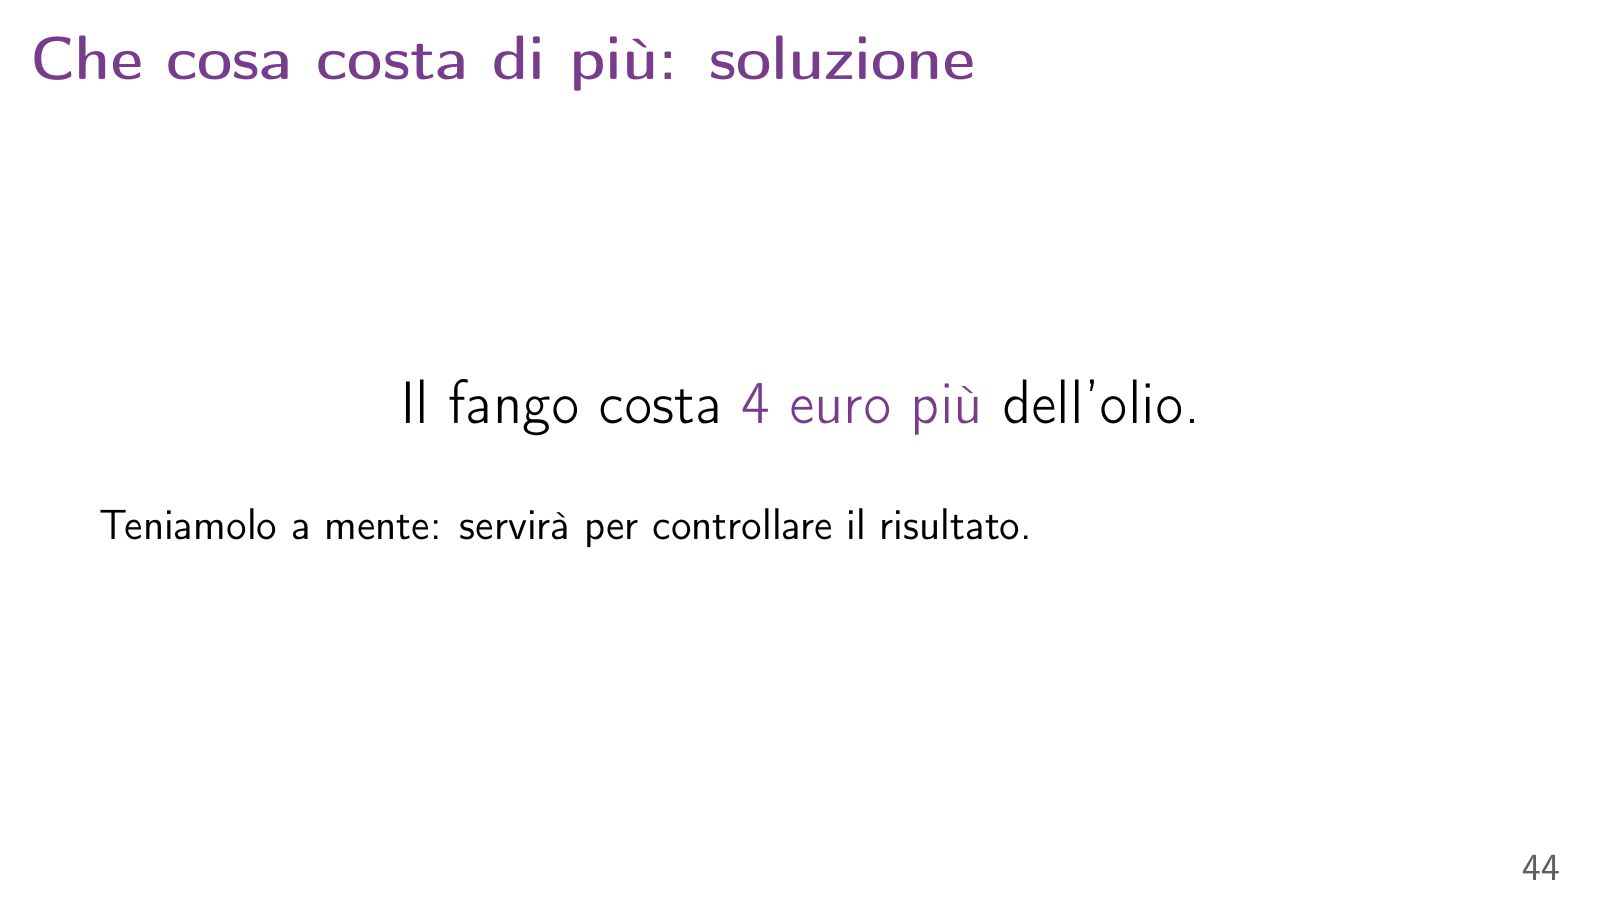 Che cosa costa di più: soluzione
Il fango costa 4 euro più dell'olio.
Teniamolo a mente: servirà per controllare il risultato.
44